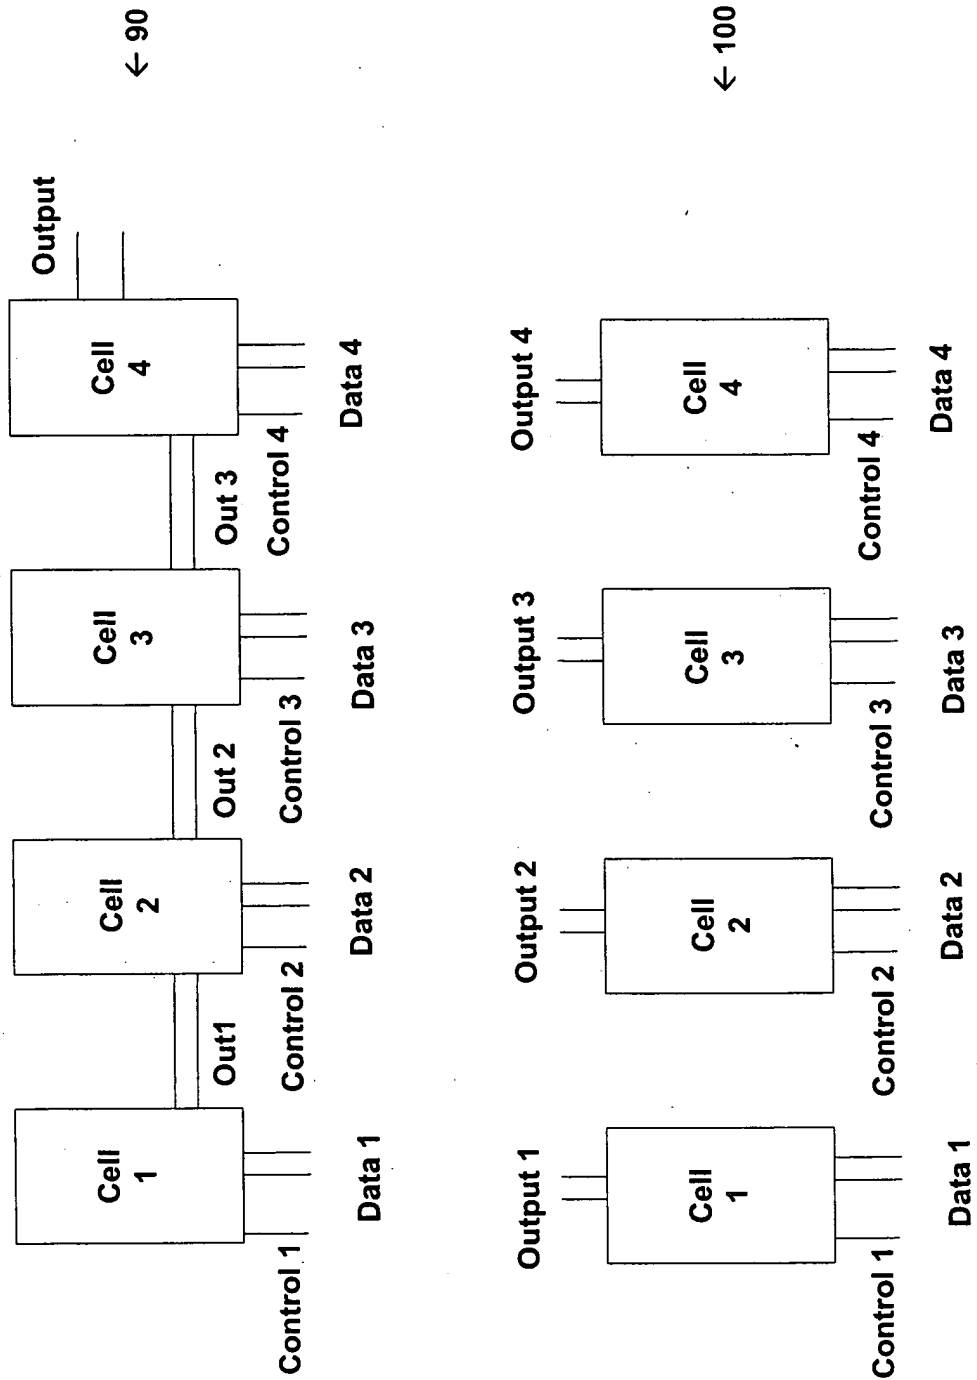 Output
Cell
1
Cell
2
Cell
3
Cell
4
← 90
Out1
Out 2
Out 3
Control 1
Control 2
Control 3
Control 4
Data 1
Data 2
Data 3
Data 4
Output 1
Output 2
Output 3
Output 4
Cell
1
Cell
2
Cell
3
Cell
4
← 100
Control 1
Control 2
Control 3
Control 4
Data 1
Data 2
Data 3
Data 4